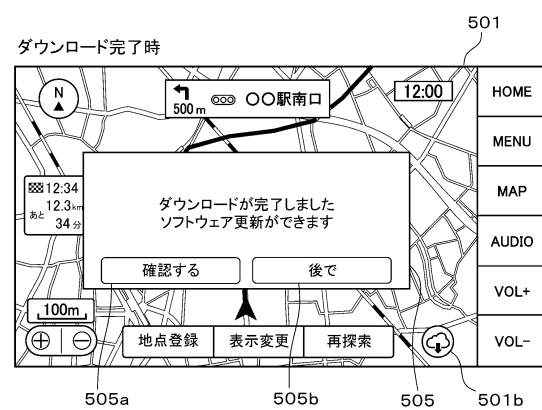 501
ダウンロード完了時
N
500 m
〇〇駅南口
12:00
HOME
MENU
MAP
AUDIO
VOL+
VOL-
12:34
あと 12.3 km
34 分
ダウンロードが完了しました
ソフトウェア更新ができます
確認する
後で
100m
地点登録
表示変更
再探索
505a
505b
505
501b